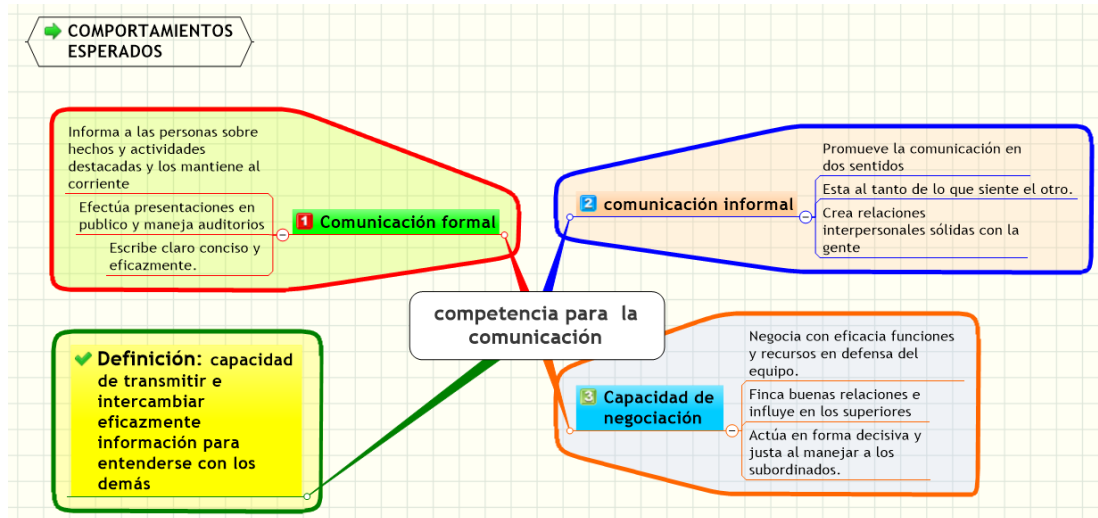 COMPORTAMIENTOS
ESPERADOS
Informa a las personas sobre
hechos y actividades
destacadas y los mantiene al
corriente
Efectúa presentaciones en
publico y maneja auditorios
Escribe claro conciso y
eficazmente.
1 Comunicación formal
2 comunicación informal
Promueve la comunicación en
dos sentidos
Esta al tanto de lo que siente el otro.
Crea relaciones
interpersonales sólidas con la
gente
competencia para la
comunicación
Definición: capacidad
de transmitir e
intercambiar
eficazmente
información para
entenderse con los
demás
3 Capacidad de
negociación
Negocia con eficacia funciones
y recursos en defensa del
equipo.
Finca buenas relaciones e
influye en los superiores
Actúa en forma decisiva y
justa al manejar a los
subordinados.